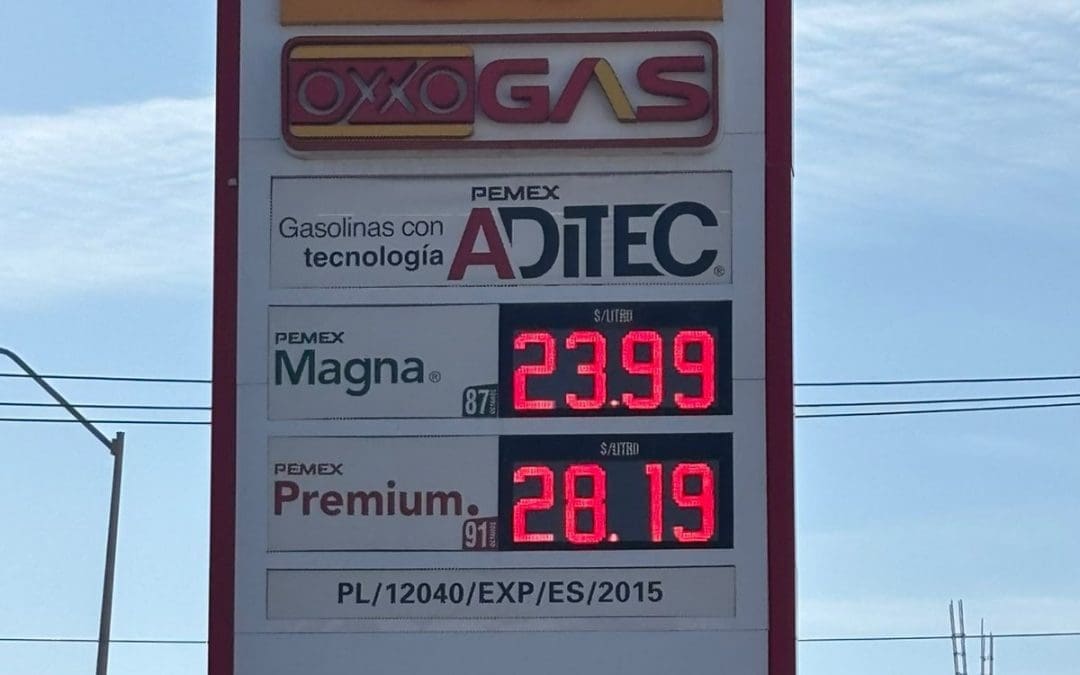 OXXO GAS
PEMEX
Gasolinas con
tecnología
ADITEC®
$/LITRO
PEMEX
Magna®
87
23.99
$/LITRO
PEMEX
Premium.
91
28.19
PL/12040/EXP/ES/2015